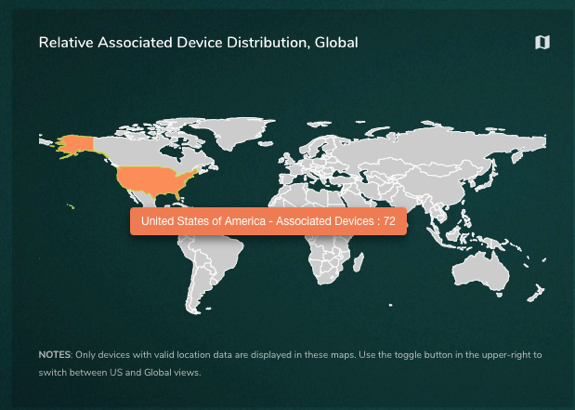 Relative Associated Device Distribution, Global
United States of America - Associated Devices : 72
NOTES: Only devices with valid location data are displayed in these maps. Use the toggle button in the upper-right to
switch between US and Global views.